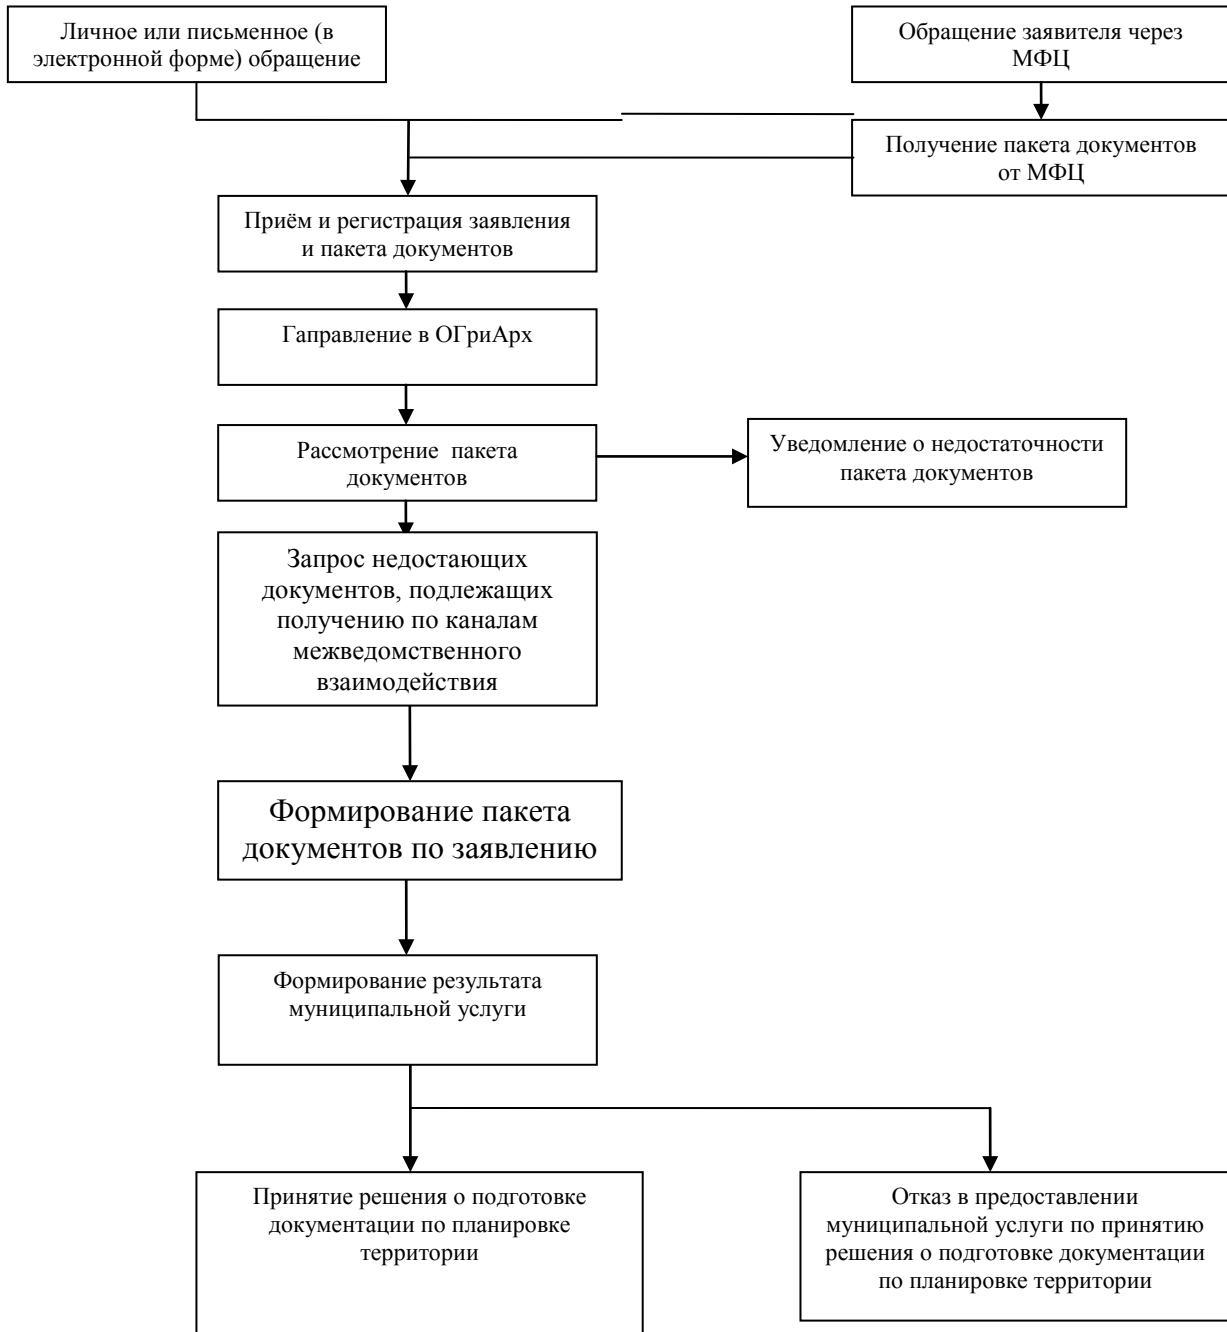 Личное или письменное (в
электронной форме) обращение
Обращение заявителя через
МФЦ
Получение пакета документов
от МФЦ
Приём и регистрация заявления
и пакета документов
Гаправление в ОГриАрх
Рассмотрение пакета
документов
Уведомление о недостаточности
пакета документов
Запрос недостающих
документов, подлежащих
получению по каналам
межведомственного
взаимодействия
Формирование пакета
документов по заявлению
Формирование результата
муниципальной услуги
Принятие решения о подготовке
документации по планировке
территории
Отказ в предоставлении
муниципальной услуги по принятию
решения о подготовке документации
по планировке территории